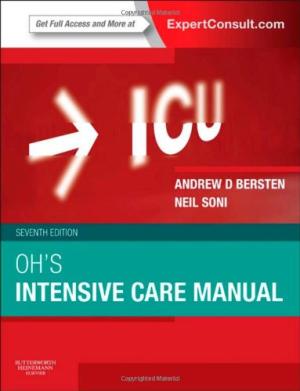 Get Full Access and More at
ExpertConsult.com
ICU
ANDREW D BERSTEN
NEIL SONI
SEVENTH EDITION
OH'S
INTENSIVE CARE MANUAL
BUTTERWORTH
HEINEMANN
ELSEVIER